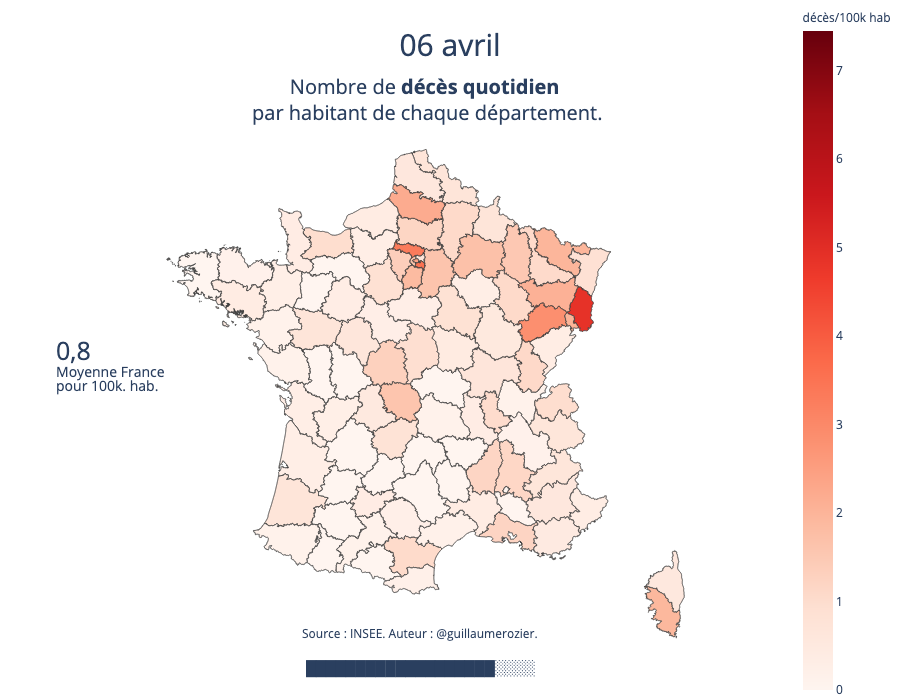 décès/100k hab
06 avril
Nombre de décès quotidien
par habitant de chaque département.
7
6
5
4
3
2
1
0
0,8
Moyenne France
pour 100k. hab.
Source : INSEE. Auteur : @guillaumerozier.